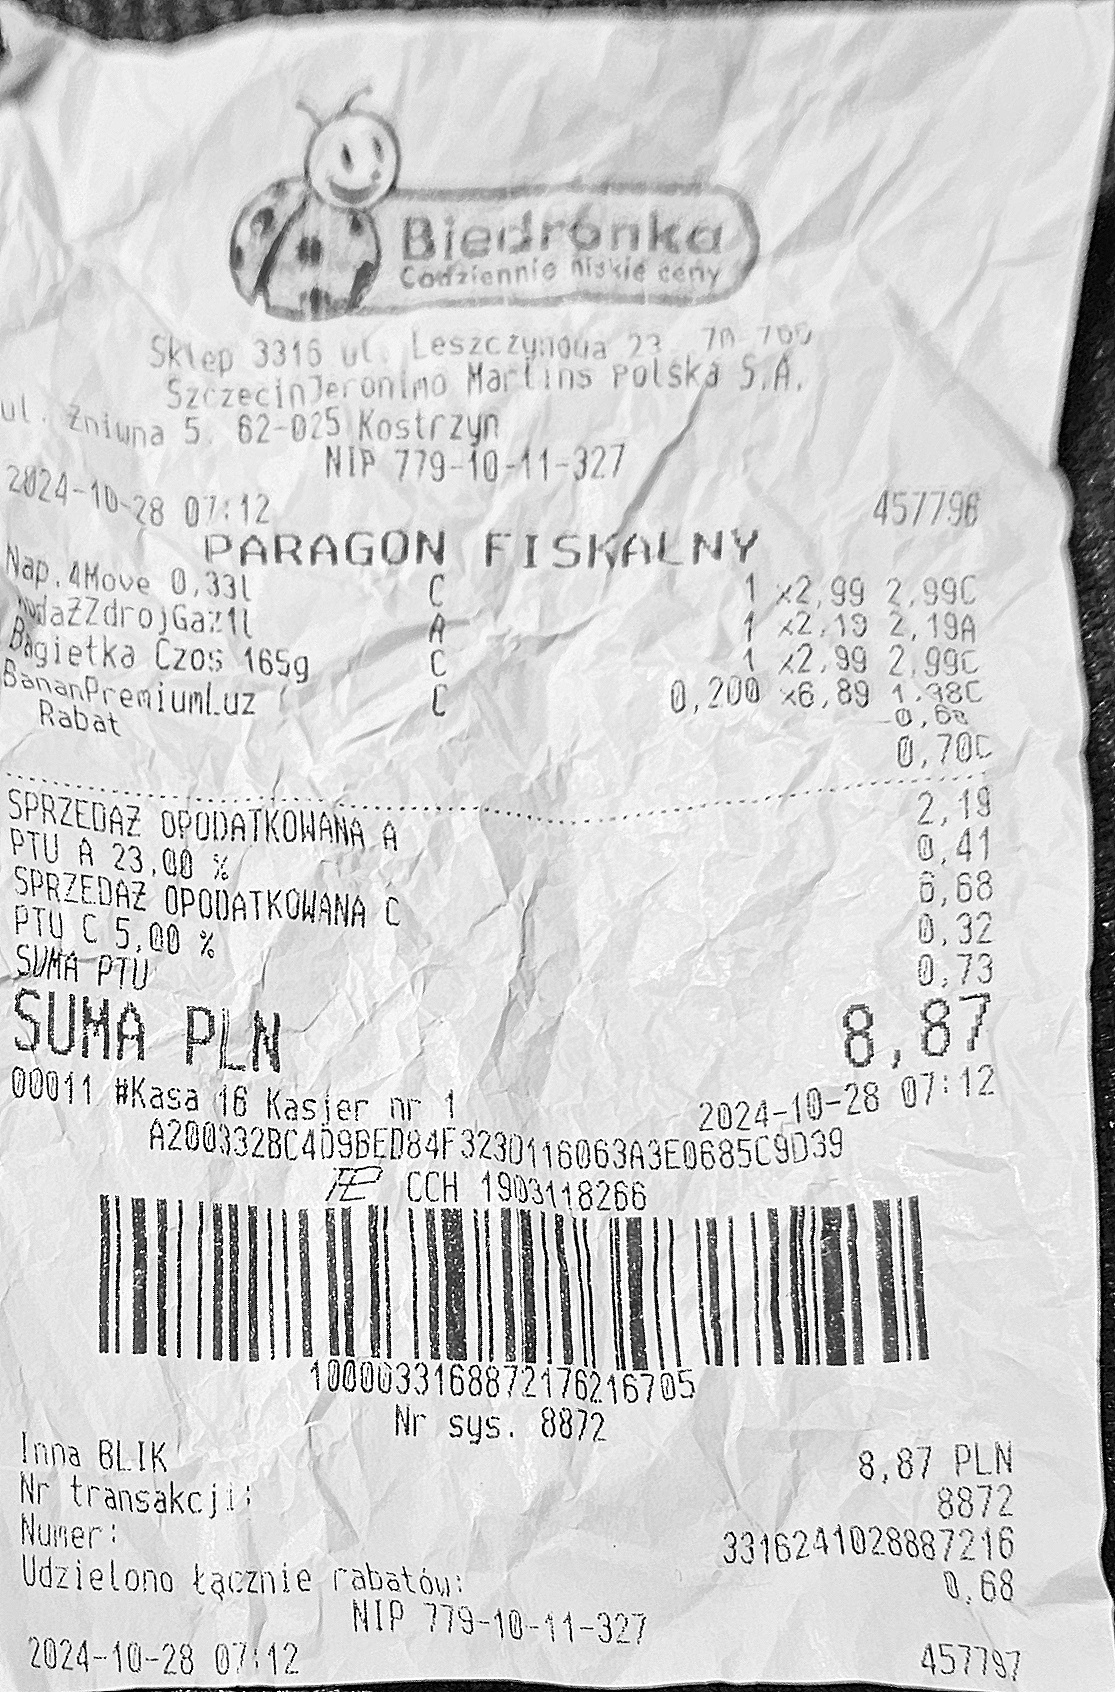 Biedronka
Codziennie niskie ceny
Sklep 3316 ul. Leszczynowa 23 70-766
SzczecinJeronimo Martins Polska S.A.
ul. Żniwna 5 62-025 Kostrzyn
NIP 779-10-11-327
2024-10-28 07:12 457796
PARAGON FISKALNY
Nap.4Move 0,33l C 1 x2,99 2,99C
WodaŻZdrojGaz1l A 1 x2,19 2,19A
Bagietka Czos 165g C 1 x2,99 2,99C
BananPremiumLuz C 0,200 x6,89 1,38C
Rabat -0,68
0,70C
SPRZEDAŻ OPODATKOWANA A 2,19
PTU A 23,00 % 0,41
SPRZEDAŻ OPODATKOWANA C 6,68
PTU C 5,00 % 0,32
SUMA PTU 0,73
SUMA PLN 8,87
00011 #Kasa 16 Kasjer nr 1 2024-10-28 07:12
A200332BC4D9BED84F323D116063A3E0685C9D39
CCH 1903118266
1000033168872176216705
Nr sys. 8872
Inna BLIK 8,87 PLN
Nr transakcji: 8872
Numer: 3316241028887216
Udzielono łącznie rabatów: 0,68
NIP 779-10-11-327
2024-10-28 07:12 457797